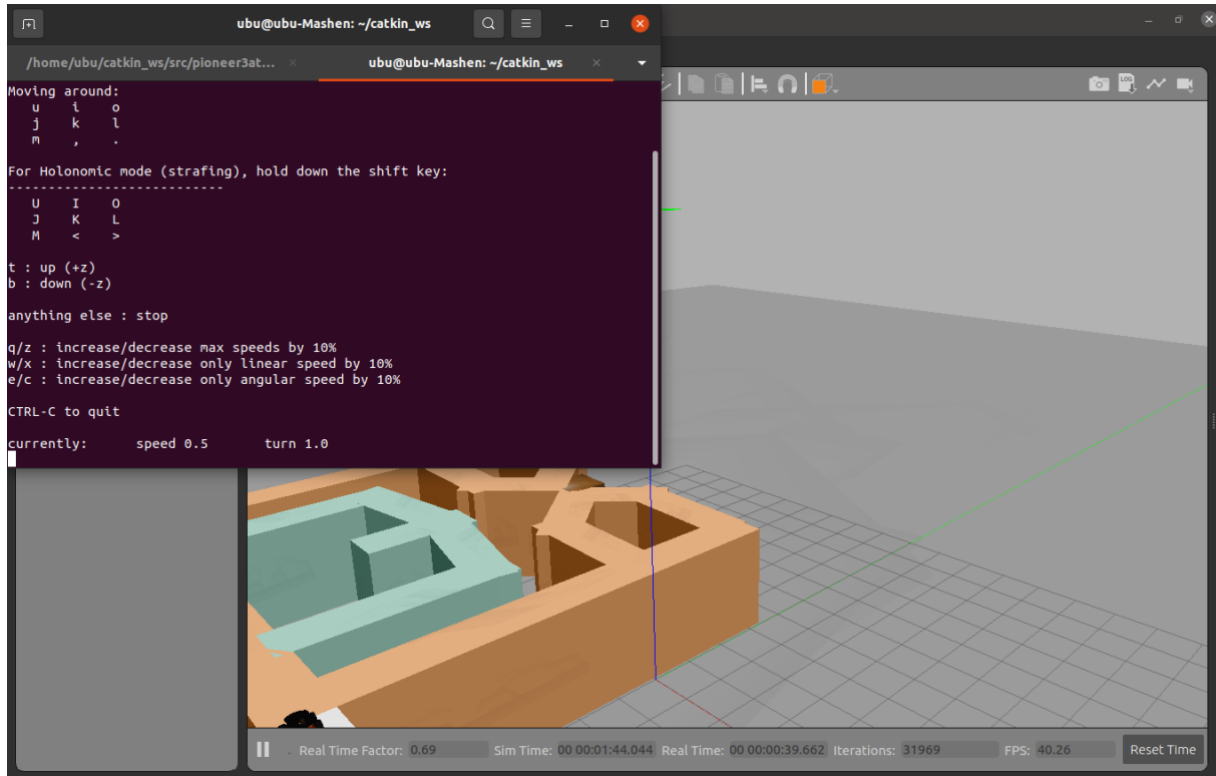 ubu@ubu-Mashen: ~/catkin_ws
/home/ubu/catkin_ws/src/pioneer3at...
ubu@ubu-Mashen: ~/catkin_ws
Moving around:
u i o
j k l
m , .
For Holonomic mode (strafing), hold down the shift key:
---------------------------
U I O
J K L
M < >
t : up (+z)
b : down (-z)
anything else : stop
q/z : increase/decrease max speeds by 10%
w/x : increase/decrease only linear speed by 10%
e/c : increase/decrease only angular speed by 10%
CTRL-C to quit
currently: speed 0.5 turn 1.0
LOG
Real Time Factor: 0.69 Sim Time: 00 00:01:44.044 Real Time: 00 00:00:39.662 Iterations: 31969 FPS: 40.26 Reset Time